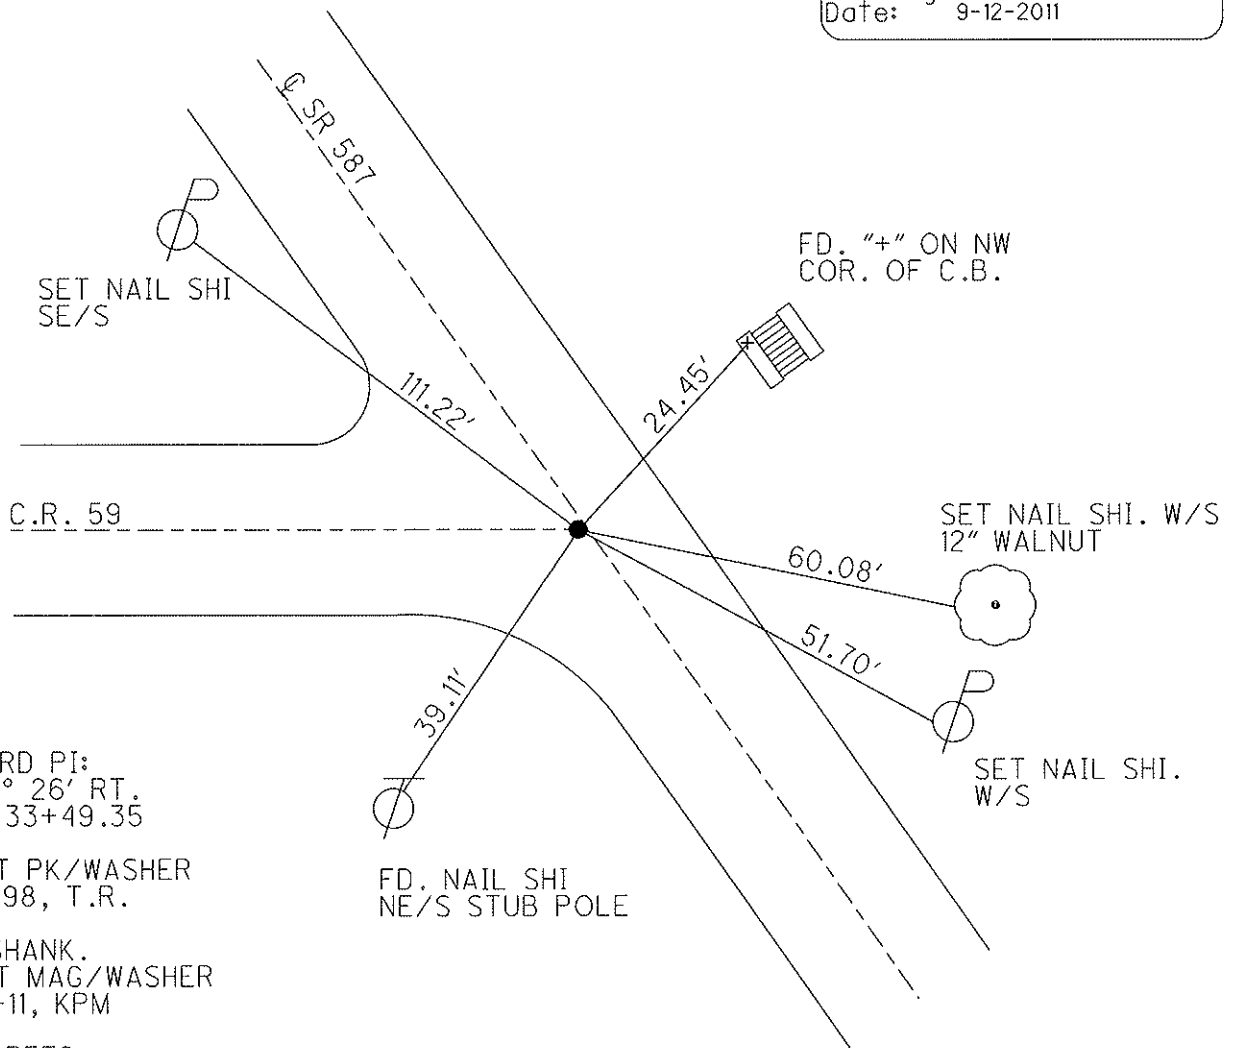 Date: 9-12-2011
℄ SR 587
FD. "+" ON NW
COR. OF C.B.
SET NAIL SHI
SE/S
111.22'
24.45'
C.R. 59
SET NAIL SHI. W/S
12" WALNUT
60.08'
51.70'
39.11'
SET NAIL SHI.
W/S
RD PI:
° 26' RT.
33+49.35
T PK/WASHER
98, T.R.
FD. NAIL SHI
NE/S STUB POLE
SHANK.
T MAG/WASHER
-11, KPM